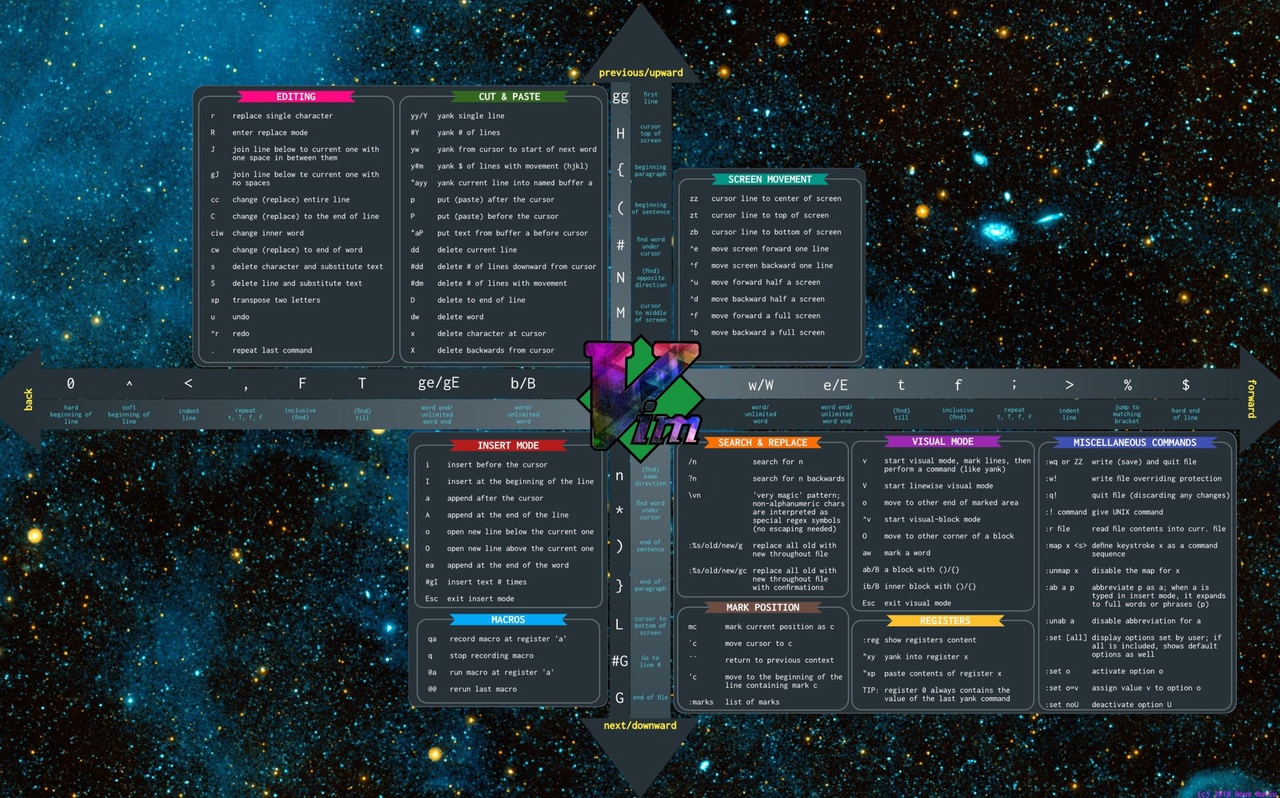 previous/upward
EDITING
r replace single character
R enter replace mode
J join line below to current one with
one space in between them
gJ join line below te current one with
no spaces
cc change (replace) entire line
C change (replace) to the end of line
ciw change inner word
cw change (replace) to end of word
s delete character and substitute text
S delete line and substitute text
xp transpose two letters
u undo
^r redo
. repeat last command
CUT & PASTE
yy/Y yank single line
#Y yank # of lines
yw yank from cursor to start of next word
y#m yank $ of lines with movement (hjkl)
"ayy yank current line into named buffer a
p put (paste) after the cursor
P put (paste) before the cursor
"aP put text from buffer a before cursor
dd delete current line
#dd delete # of lines downward from cursor
#dm delete # of lines with movement
D delete to end of line
dw delete word
x delete character at cursor
X delete backwards from cursor
gg first
line
H cursor
top of
screen
{ beginning
paragraph
( beginning
of sentence
# find word
under
cursor
N (find)
opposite
direction
M cursor
to middle
of screen
SCREEN MOVEMENT
zz cursor line to center of screen
zt cursor line to top of screen
zb cursor line to bottom of screen
^e move screen forward one line
^f move screen backward one line
^u move forward half a screen
^d move backward half a screen
^f move forward a full screen
^b move backward a full screen
back
0 ^ < , F T ge/gE b/B
hard
beginning of
line
soft
beginning of
line
indent
line
repeat
t, T, f, F
inclusive
(find)
(find)
till
word end/
unlimited
word end
word/
unlimited
word
Vim
w/W e/E t f ; > % $
word/
unlimited
word
word end/
unlimited
word end
(find)
till
inclusive
(find)
repeat
t, T, f, F
indent
line
jump to
matching
bracket
hard end of
line
forward
INSERT MODE
i insert before the cursor
I insert at the beginning of the line
a append after the cursor
A append at the end of the line
o open new line below the current one
O open new line above the current one
ea append at the end of the word
#gI insert text # times
Esc exit insert mode
MACROS
qa record macro at register 'a'
q stop recording macro
@a run macro at register 'a'
@@ rerun last macro
n (find)
same
direction
* find word
under
cursor
) end of
sentence
} end of
paragraph
L cursor to
bottom of
screen
#G Go to
line #
G end of file
next/downward
SEARCH & REPLACE
/n search for n
?n search for n backwards
\vn 'very magic' pattern;
non-alphanumeric chars
are interpreted as
special regex symbols
(no escaping needed)
:%s/old/new/g replace all old with
new throughout file
:%s/old/new/gc replace all old with
new throughout file
with confirmations
MARK POSITION
mc mark current position as c
`c move cursor to c
`` return to previous context
'c move to the beginning of the
line containing mark c
:marks list of marks
VISUAL MODE
v start visual mode, mark lines, then
perform a command (like yank)
V start linewise visual mode
o move to other end of marked area
^v start visual-block mode
O move to other corner of a block
aw mark a word
ab/B a block with ()/{}
ib/B inner block with ()/{}
Esc exit visual mode
REGISTERS
:reg show registers content
"xy yank into register x
"xp paste contents of register x
TIP: register 0 always contains the
value of the last yank command
MISCELLANEOUS COMMANDS
:wq or ZZ write (save) and quit file
:w! write file overriding protection
:q! quit file (discarding any changes)
:! command give UNIX command
:r file read file contents into curr. file
:map x <s> define keystroke x as a command
sequence
:unmap x disable the map for x
:ab a p abbreviate p as a; when a is
typed in insert mode, it expands
to full words or phrases (p)
:unab a disable abbreviation for a
:set [all] display options set by user; if
all is included, shows default
options as well
:set o activate option o
:set o=v assign value v to option o
:set noU deactivate option U
(c) 2018